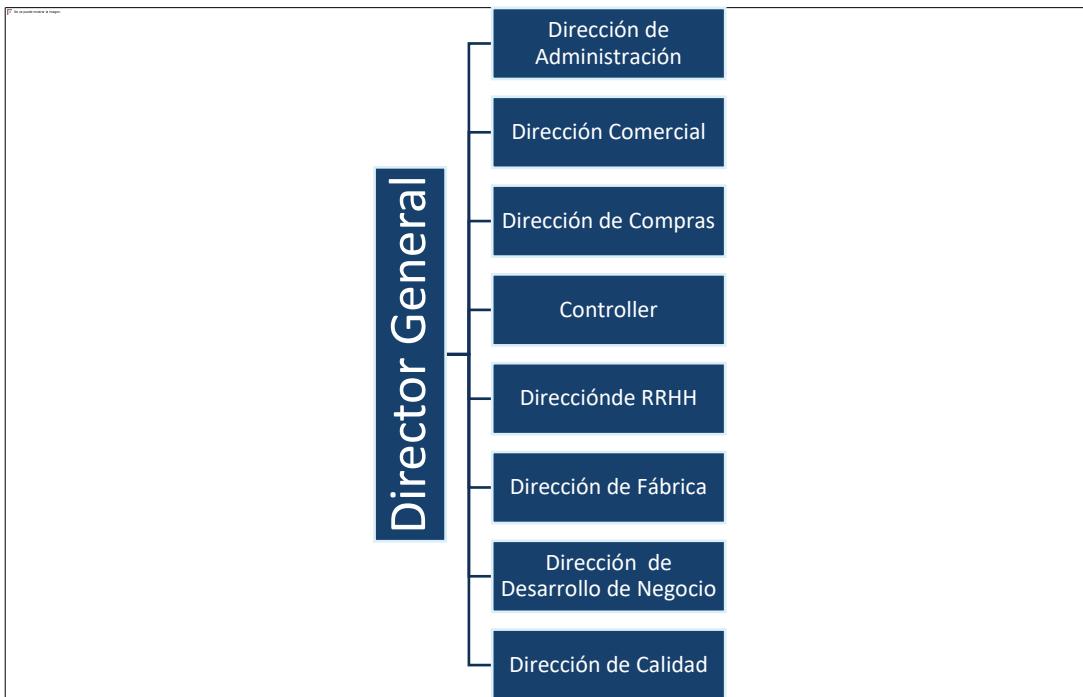 Director General
Dirección de
Administración
Dirección Comercial
Dirección de Compras
Controller
Direcciónde RRHH
Dirección de Fábrica
Dirección  de
Desarrollo de Negocio
Dirección de Calidad